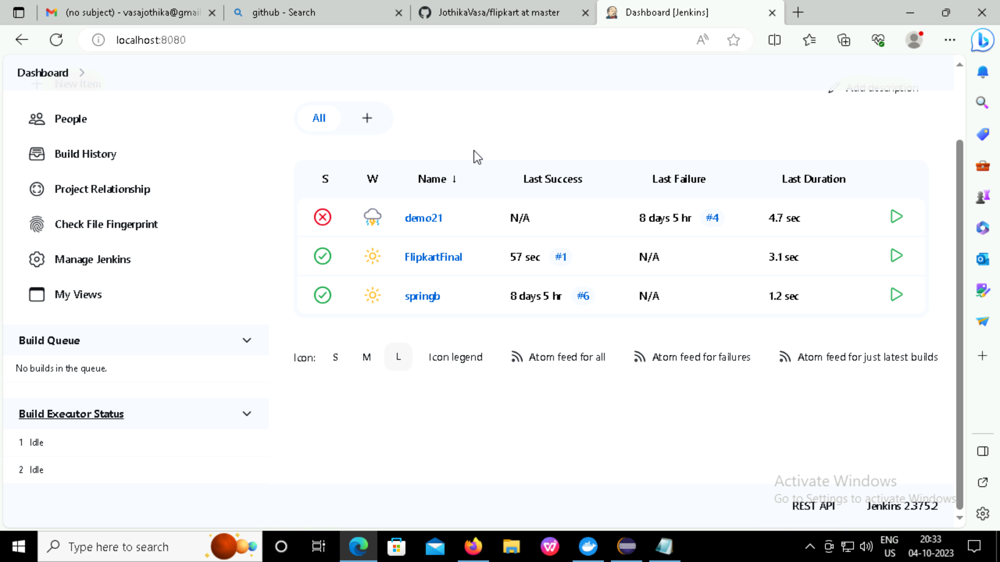 (no subject) - vasajothika@gmail
github - Search
JothikaVasa/flipkart at master
Dashboard [Jenkins]
localhost:8080
Dashboard
New Item
Add description
People
Build History
Project Relationship
Check File Fingerprint
Manage Jenkins
My Views
All
S W Name ↓ Last Success Last Failure Last Duration
demo21 N/A 8 days 5 hr #4 4.7 sec
FlipkartFinal 57 sec #1 N/A 3.1 sec
springb 8 days 5 hr #6 N/A 1.2 sec
Icon: S M L Icon legend Atom feed for all Atom feed for failures Atom feed for just latest builds
Build Queue
No builds in the queue.
Build Executor Status
1 Idle
2 Idle
Activate Windows
Go to Settings to activate Windows
REST API Jenkins 2.375.2
Type here to search
ENG
US
20:33
04-10-2023